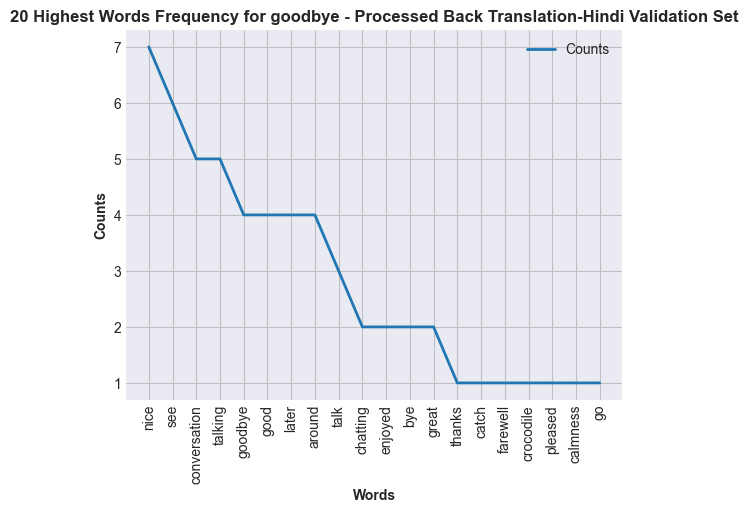 20 Highest Words Frequency for goodbye - Processed Back Translation-Hindi Validation Set
Counts
7
6
5
4
3
2
1
Counts
nice
see
conversation
talking
goodbye
good
later
around
talk
chatting
enjoyed
bye
great
thanks
catch
farewell
crocodile
pleased
calmness
go
Words